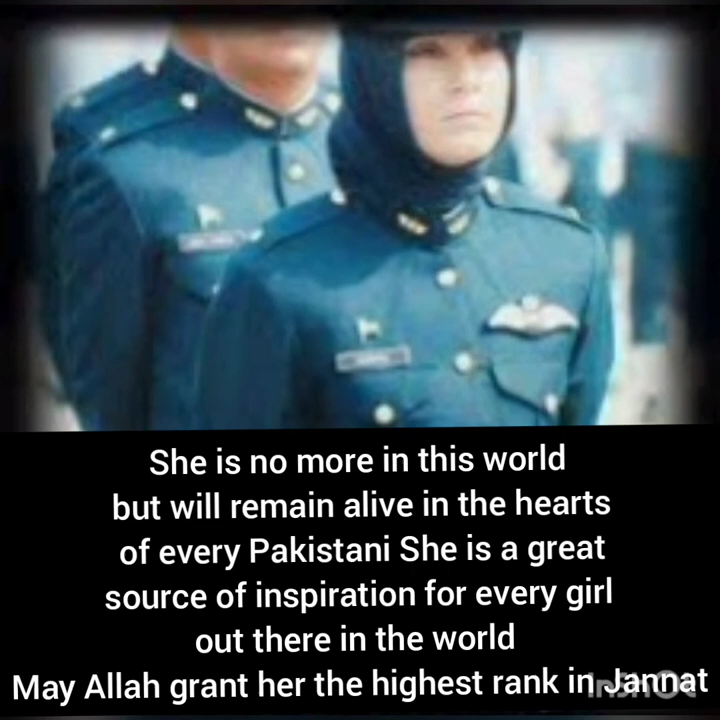 She is no more in this world
but will remain alive in the hearts
of every Pakistani She is a great
source of inspiration for every girl
out there in the world
May Allah grant her the highest rank in Jannat
InShOt